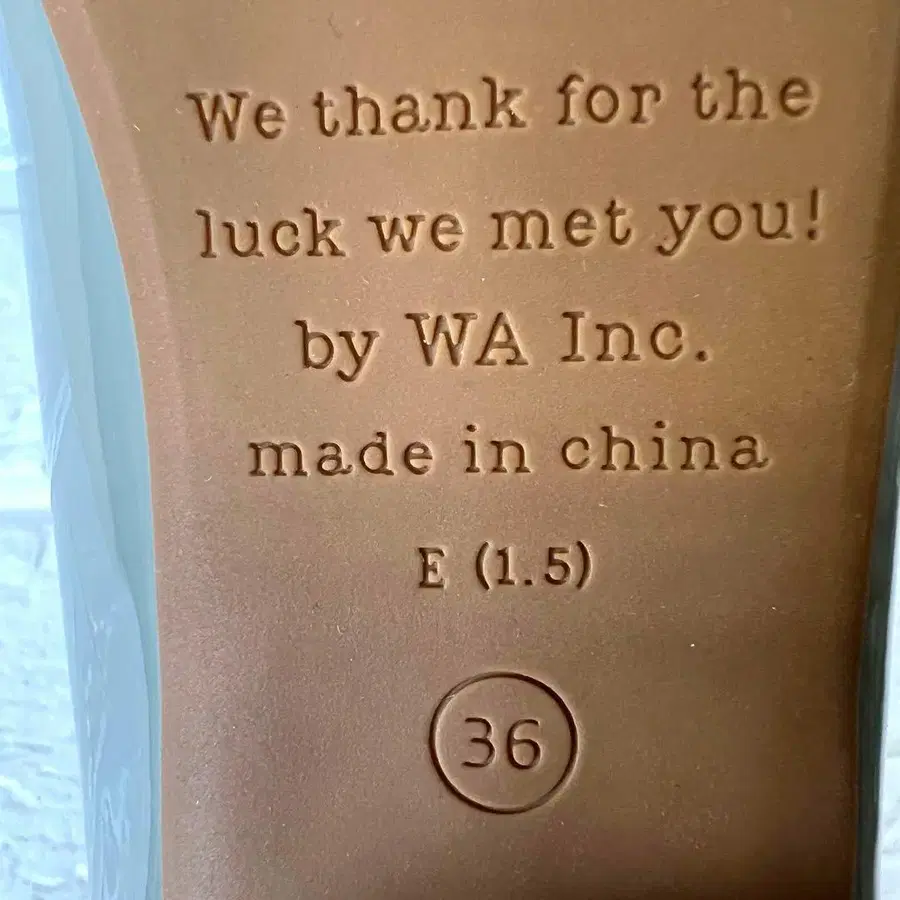 We thank for the
luck we met you!
by WA Inc.
made in china
E (1.5)
36